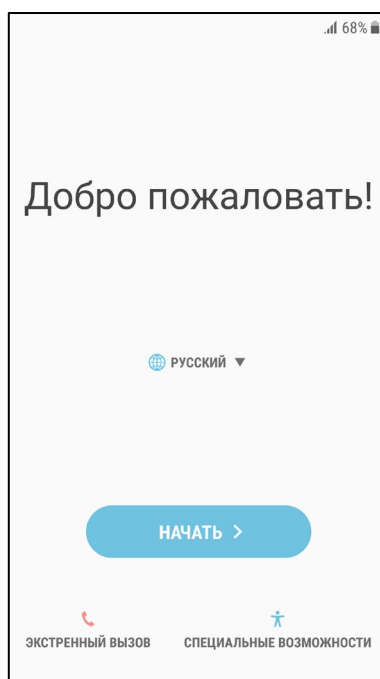 68%
Добро пожаловать!
РУССКИЙ
НАЧАТЬ
ЭКСТРЕННЫЙ ВЫЗОВ СПЕЦИАЛЬНЫЕ ВОЗМОЖНОСТИ